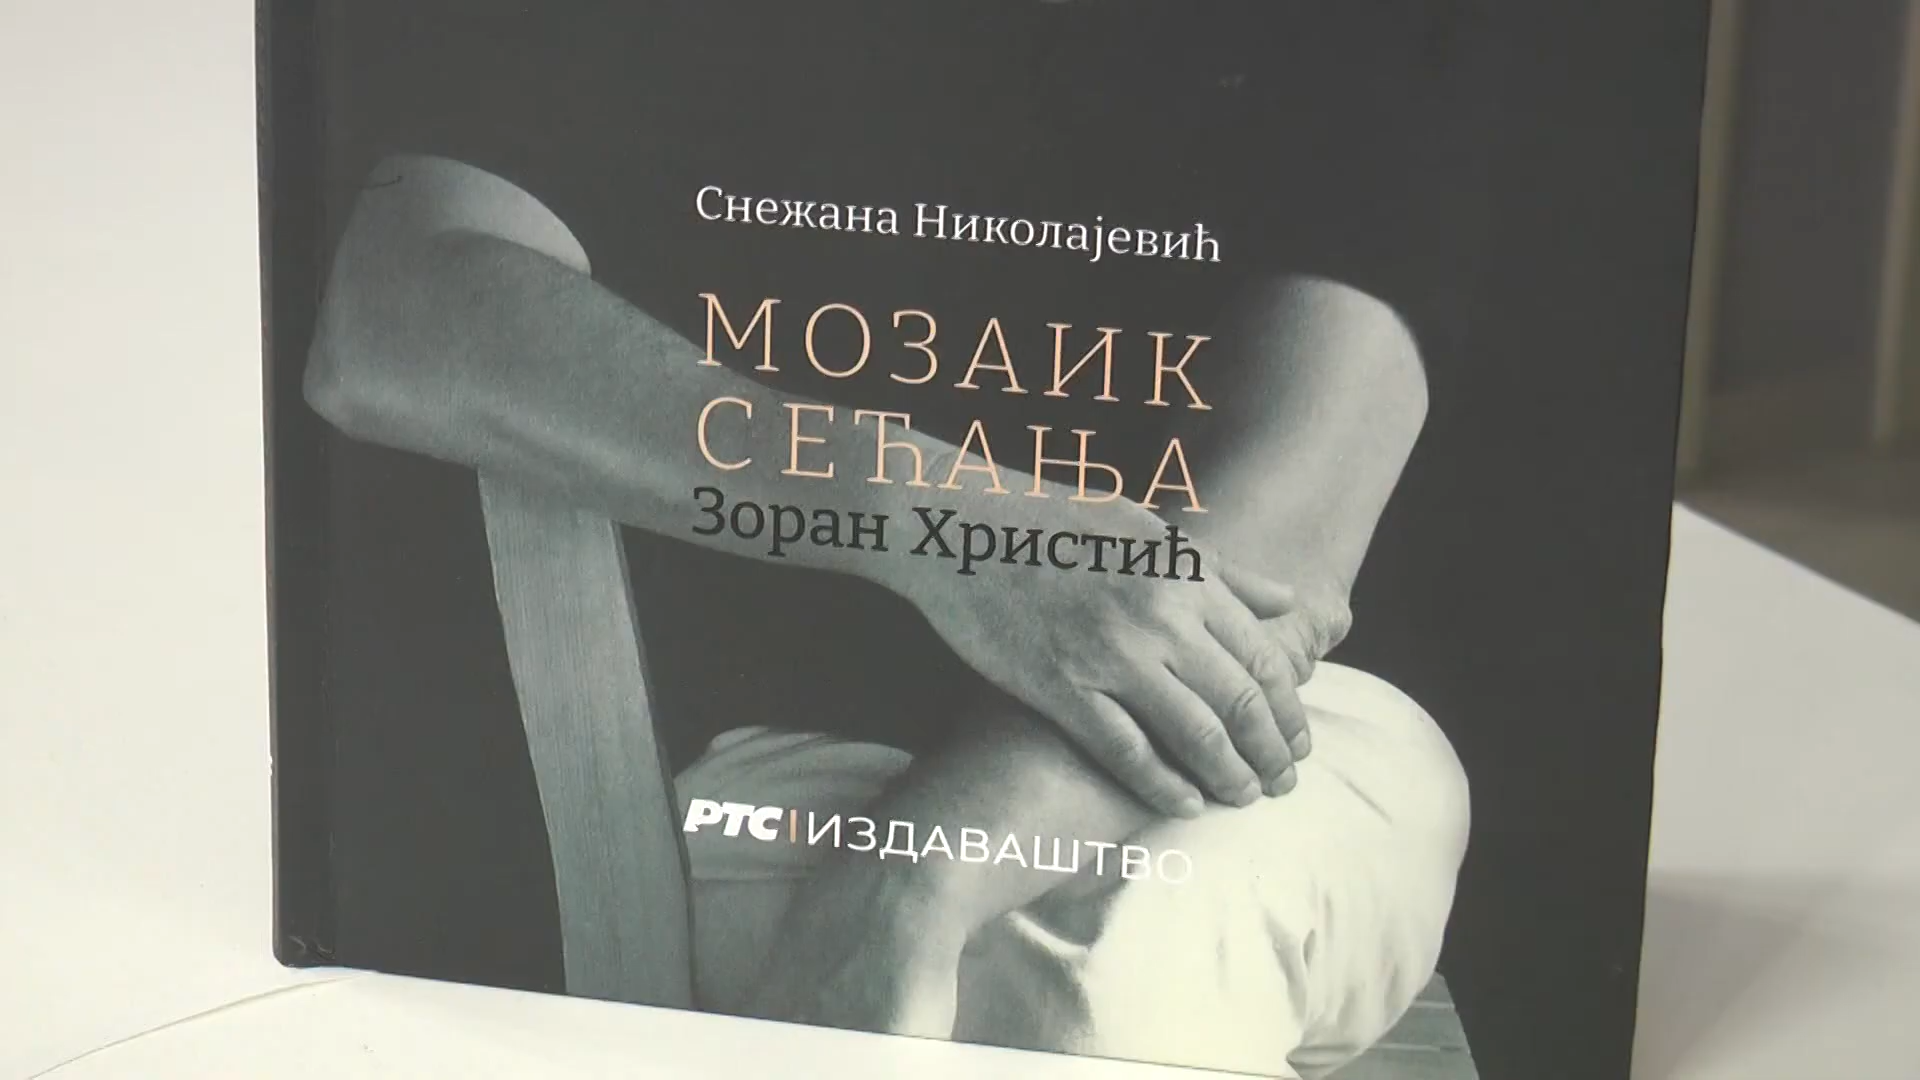 Снежана Николајевић
МОЗАИК
СЕЋАЊА
Зоран Христић
РТС|ИЗДАВАШТВО